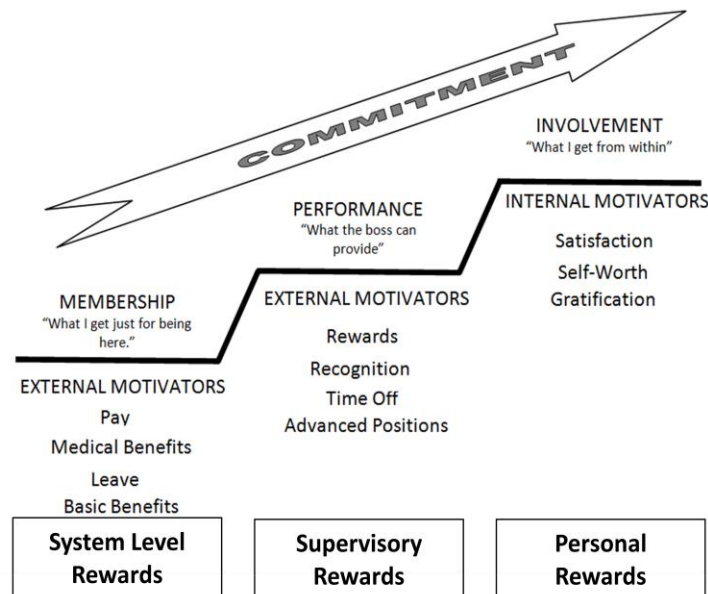 COMMITMENT
INVOLVEMENT
“What I get from within”
INTERNAL MOTIVATORS
Satisfaction
Self-Worth
Gratification
PERFORMANCE
“What the boss can
provide”
EXTERNAL MOTIVATORS
Rewards
Recognition
Time Off
Advanced Positions
MEMBERSHIP
“What I get just for being
here.”
EXTERNAL MOTIVATORS
Pay
Medical Benefits
Leave
Basic Benefits
System Level
Rewards
Supervisory
Rewards
Personal
Rewards